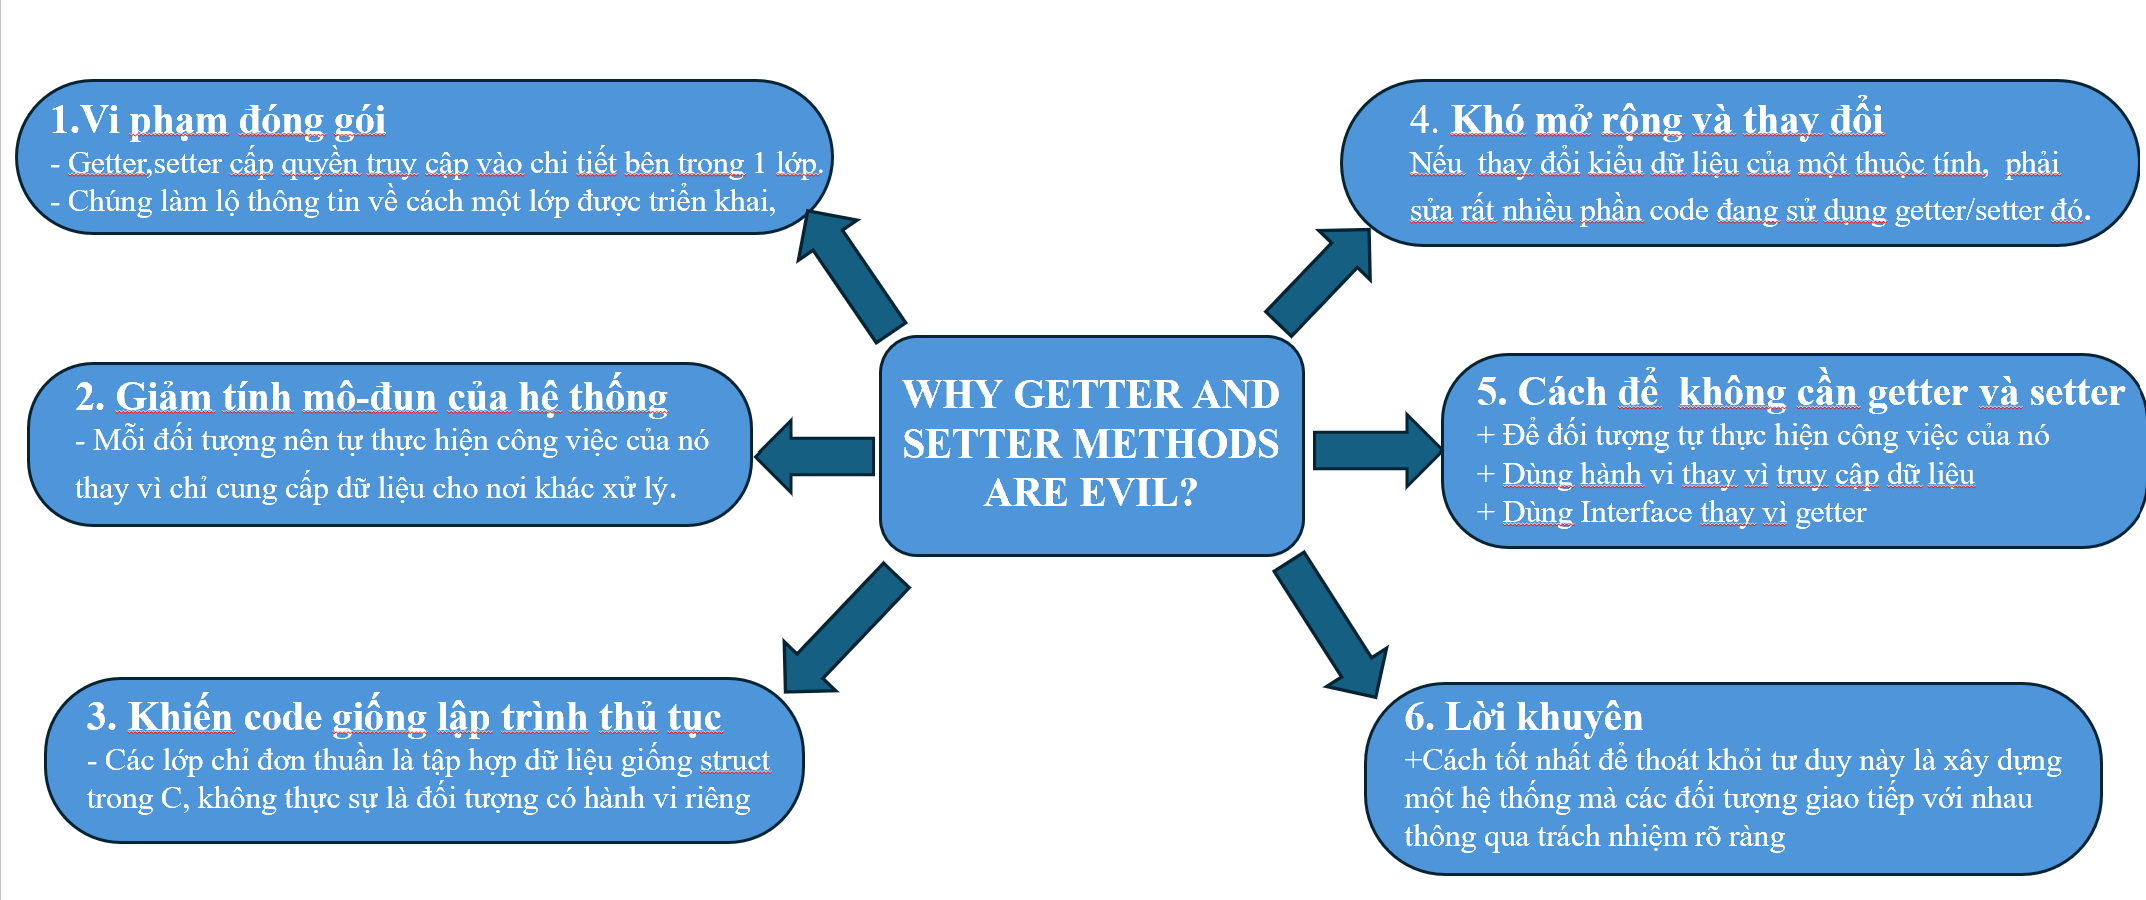 1.Vi phạm đóng gói
- Getter,setter cấp quyền truy cập vào chi tiết bên trong 1 lớp.
- Chúng làm lộ thông tin về cách một lớp được triển khai,
2. Giảm tính mô-đun của hệ thống
- Mỗi đối tượng nên tự thực hiện công việc của nó
thay vì chỉ cung cấp dữ liệu cho nơi khác xử lý.
3. Khiến code giống lập trình thủ tục
- Các lớp chỉ đơn thuần là tập hợp dữ liệu giống struct
trong C, không thực sự là đối tượng có hành vi riêng
WHY GETTER AND
SETTER METHODS
ARE EVIL?
4. Khó mở rộng và thay đổi
Nếu thay đổi kiểu dữ liệu của một thuộc tính, phải
sửa rất nhiều phần code đang sử dụng getter/setter đó.
5. Cách để không cần getter và setter
+ Để đối tượng tự thực hiện công việc của nó
+ Dùng hành vi thay vì truy cập dữ liệu
+ Dùng Interface thay vì getter
6. Lời khuyên
+Cách tốt nhất để thoát khỏi tư duy này là xây dựng
một hệ thống mà các đối tượng giao tiếp với nhau
thông qua trách nhiệm rõ ràng